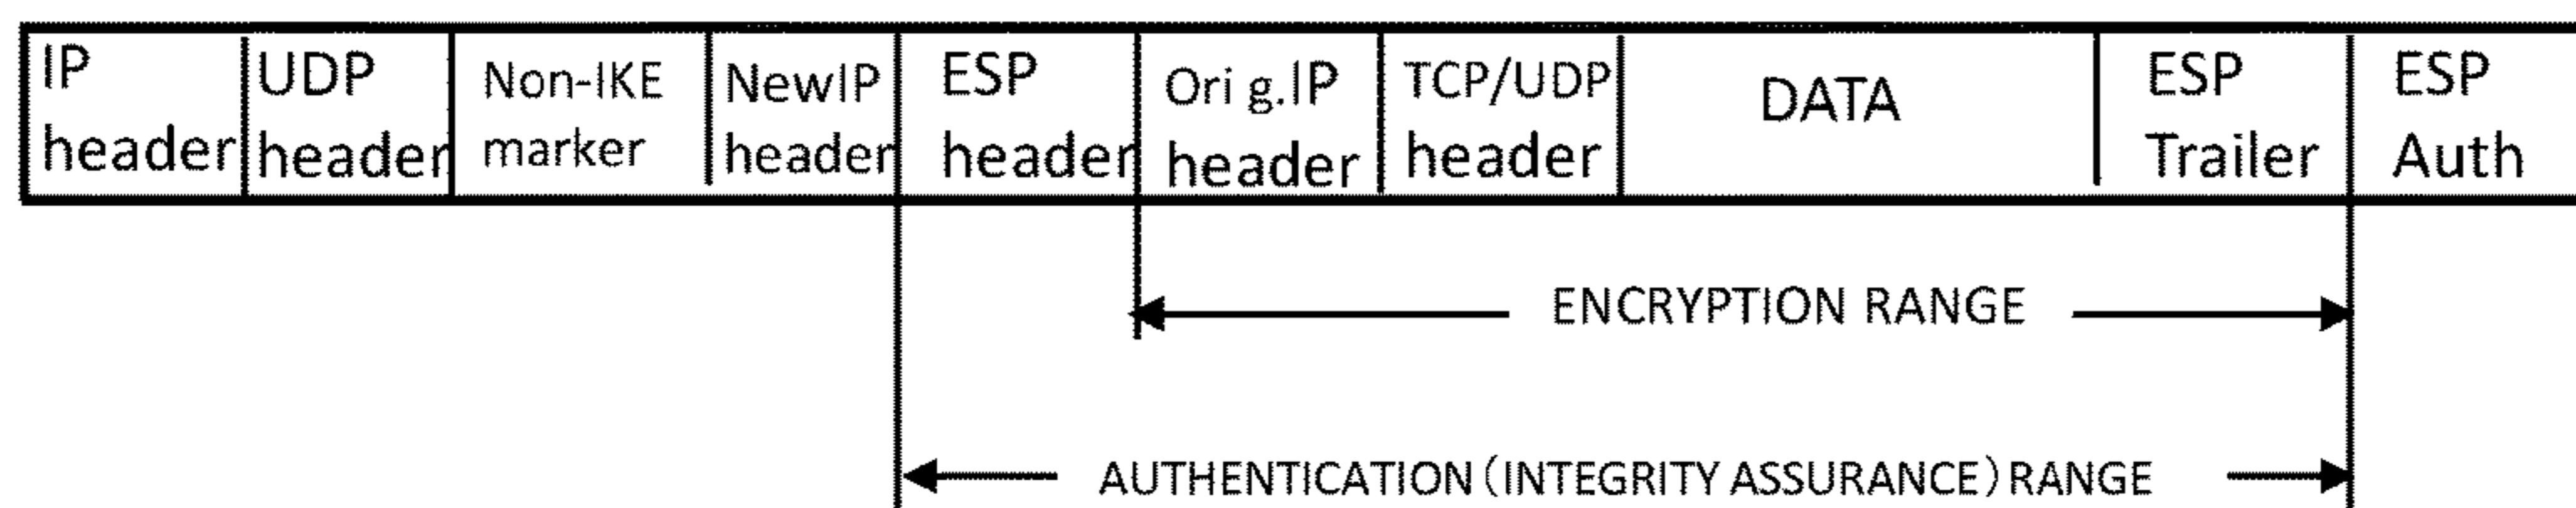 IP
header
UDP
header
Non-IKE
marker
NewIP
header
ESP
header
Ori g.IP
header
TCP/UDP
header
DATA
ESP
Trailer
ESP
Auth
ENCRYPTION RANGE
AUTHENTICATION (INTEGRITY ASSURANCE) RANGE